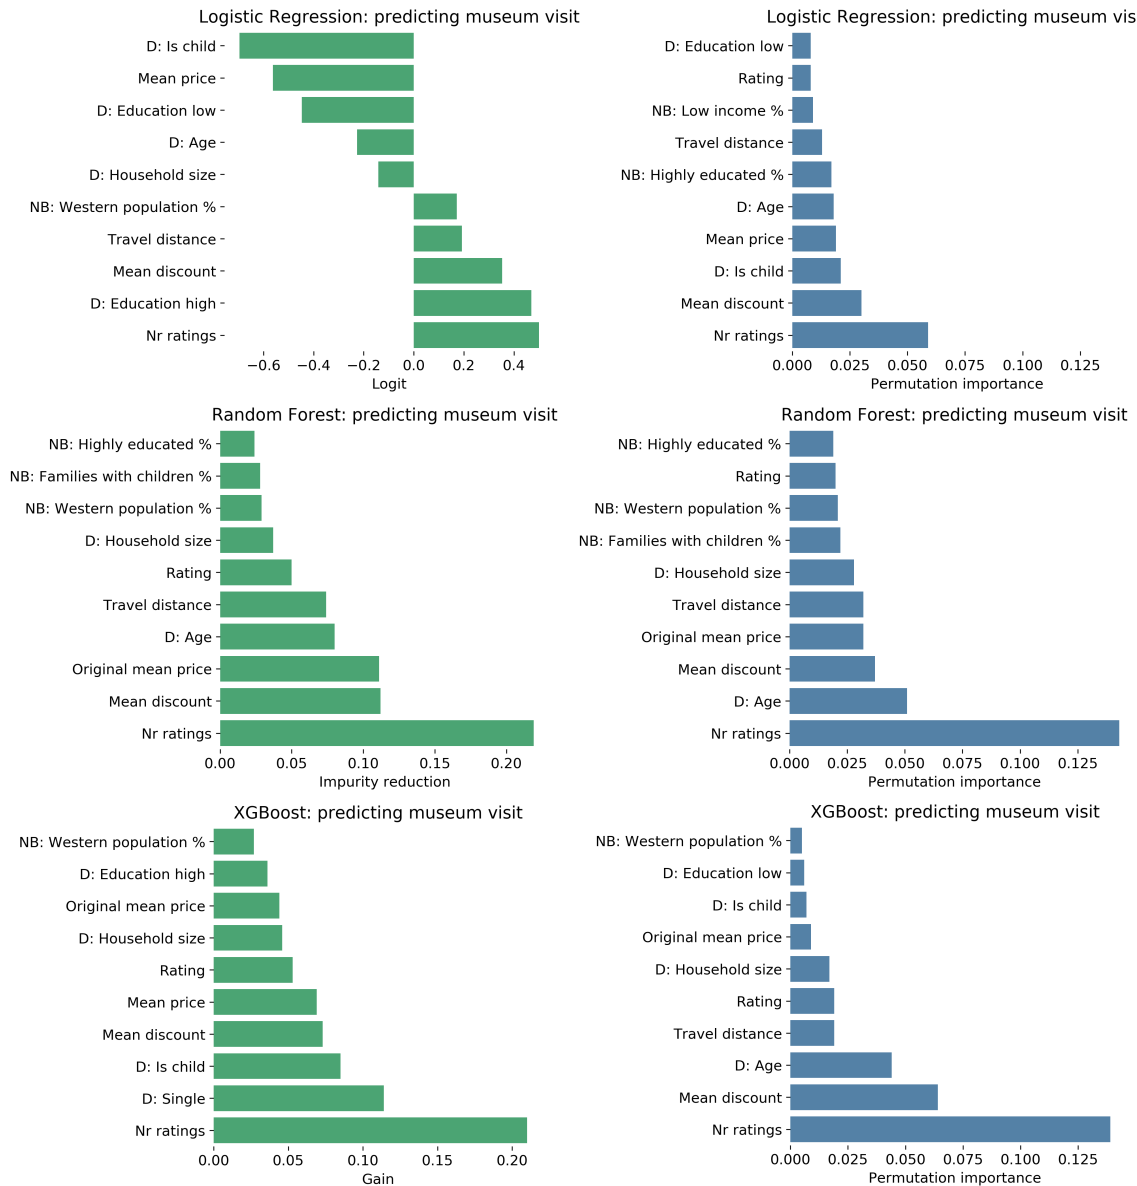 Logistic Regression: predicting museum visit
D: Is child
Mean price
D: Education low
D: Age
D: Household size
NB: Western population %
Travel distance
Mean discount
D: Education high
Nr ratings
−0.6 −0.4 −0.2 0.0 0.2 0.4
Logit
Logistic Regression: predicting museum vis
D: Education low
Rating
NB: Low income %
Travel distance
NB: Highly educated %
D: Age
Mean price
D: Is child
Mean discount
Nr ratings
0.000 0.025 0.050 0.075 0.100 0.125
Permutation importance
Random Forest: predicting museum visit
NB: Highly educated %
NB: Families with children %
NB: Western population %
D: Household size
Rating
Travel distance
D: Age
Original mean price
Mean discount
Nr ratings
0.00 0.05 0.10 0.15 0.20
Impurity reduction
Random Forest: predicting museum visit
NB: Highly educated %
Rating
NB: Western population %
NB: Families with children %
D: Household size
Travel distance
Original mean price
Mean discount
D: Age
Nr ratings
0.000 0.025 0.050 0.075 0.100 0.125
Permutation importance
XGBoost: predicting museum visit
NB: Western population %
D: Education high
Original mean price
D: Household size
Rating
Mean price
Mean discount
D: Is child
D: Single
Nr ratings
0.00 0.05 0.10 0.15 0.20
Gain
XGBoost: predicting museum visit
NB: Western population %
D: Education low
D: Is child
Original mean price
D: Household size
Rating
Travel distance
D: Age
Mean discount
Nr ratings
0.000 0.025 0.050 0.075 0.100 0.125
Permutation importance